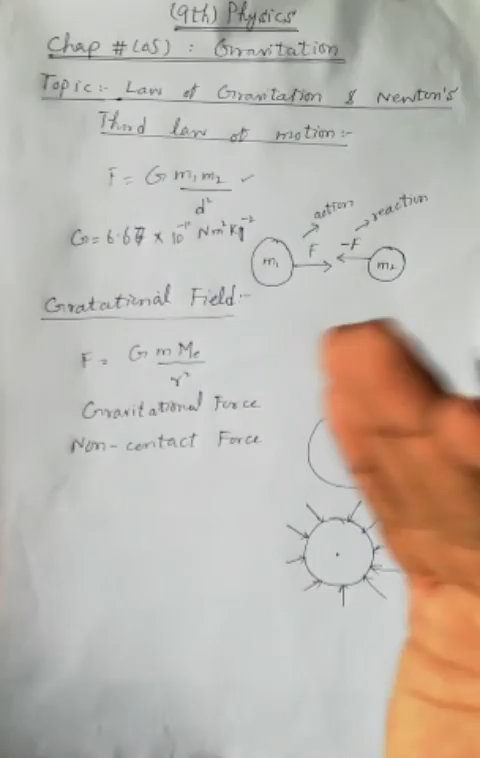 (9th) Physics
Chap # (05) : Gravitation
Topic:- Law of Gravitation & Newton's
Third law of motion:-
F = G m₁m₂ / d²
G = 6.67 × 10⁻¹¹ Nm²Kg⁻²
action
reaction
F
-F
m₁
m₂
Gratational Field:-
F = G m Me / r²
Gravitational Force
Non-contact Force